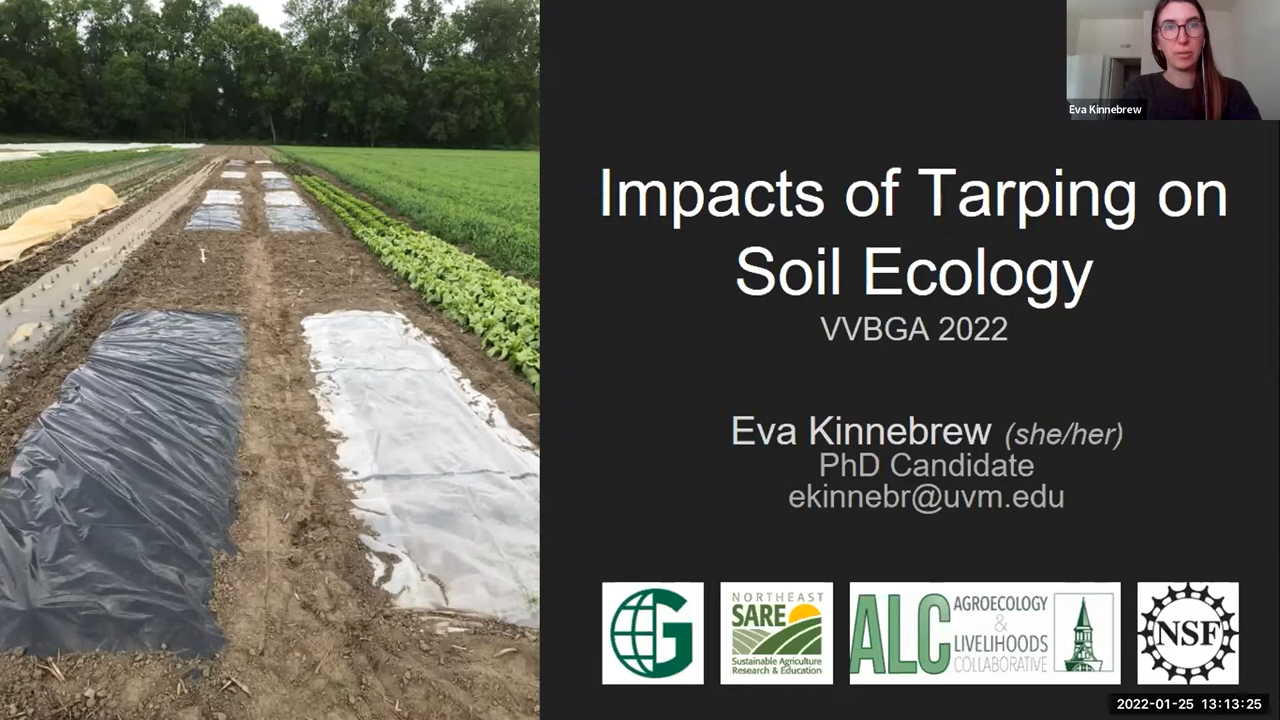 Eva Kinnebrew
Impacts of Tarping on
Soil Ecology
VVBGA 2022
Eva Kinnebrew (she/her)
PhD Candidate
ekinnebr@uvm.edu
G
NORTHEAST
SARE
Sustainable Agriculture
Research & Education
ALC
AGROECOLOGY
&
LIVELIHOODS
COLLABORATIVE
NSF
2022-01-25 13:13:25